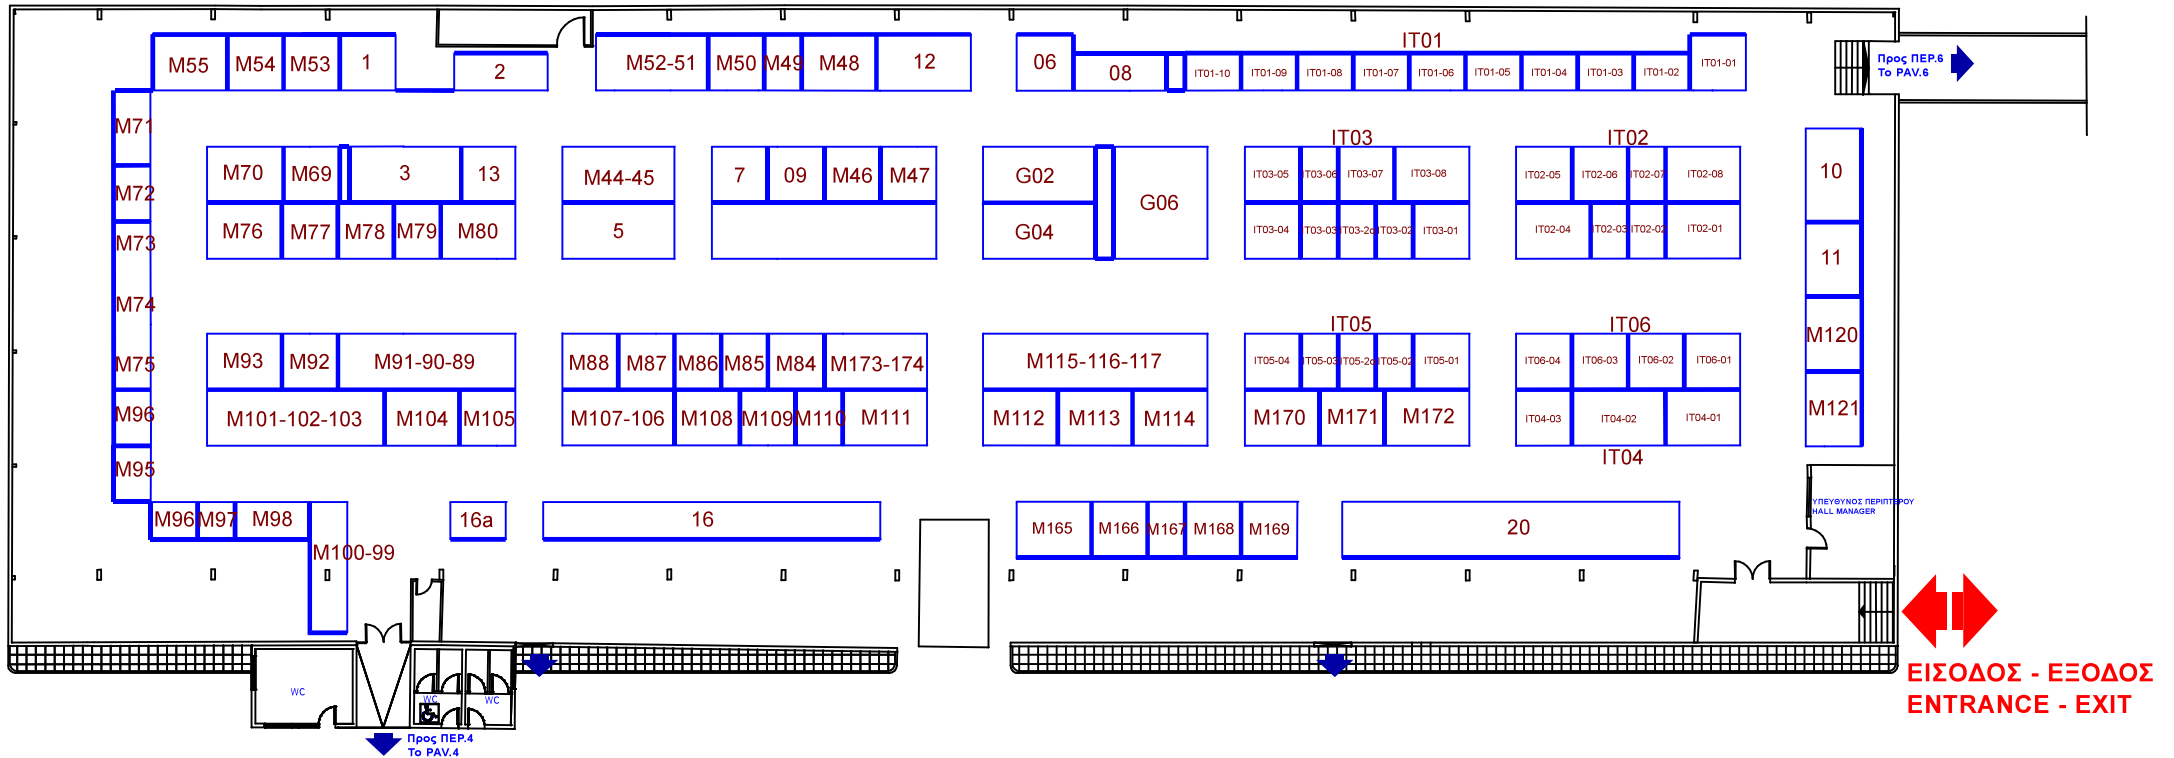 IT01
M55 M54 M53 1 2 M52-51 M50 M49 M48 12 06 08 IT01-10 IT01-09 IT01-08 IT01-07 IT01-06 IT01-05 IT01-04 IT01-03 IT01-02 IT01-01
Προς ΠΕΡ.6
To PAV.6
M71
IT03 IT02
M70 M69 3 13 M44-45 7 09 M46 M47 G02 G06 IT03-05 IT03-06 IT03-07 IT03-08 IT02-05 IT02-06 IT02-07 IT02-08 10
M72
M76 M77 M78 M79 M80 5 G04 IT03-04 IT03-03 IT03-02 IT03-01 IT02-04 IT02-03 IT02-02 IT02-01
M73
11
M74
IT05 IT06
M120
M75
M93 M92 M91-90-89 M88 M87 M86 M85 M84 M173-174 M115-116-117 IT05-04 IT05-03 IT05-02 IT05-01 IT06-04 IT06-03 IT06-02 IT06-01
M96 M101-102-103 M104 M105 M107-106 M108 M109 M110 M111 M112 M113 M114 M170 M171 M172 IT04-03 IT04-02 IT04-01 M121
IT04
M95
M96 M97 M98 16a 16 M165 M166 M167 M168 M169 20
ΥΠΕΥΘΥΝΟΣ ΠΕΡΙΠΤΕΡΟΥ
HALL MANAGER
M100-99
WC WC WC
Προς ΠΕΡ.4
To PAV.4
ΕΙΣΟΔΟΣ - ΕΞΟΔΟΣ
ENTRANCE - EXIT